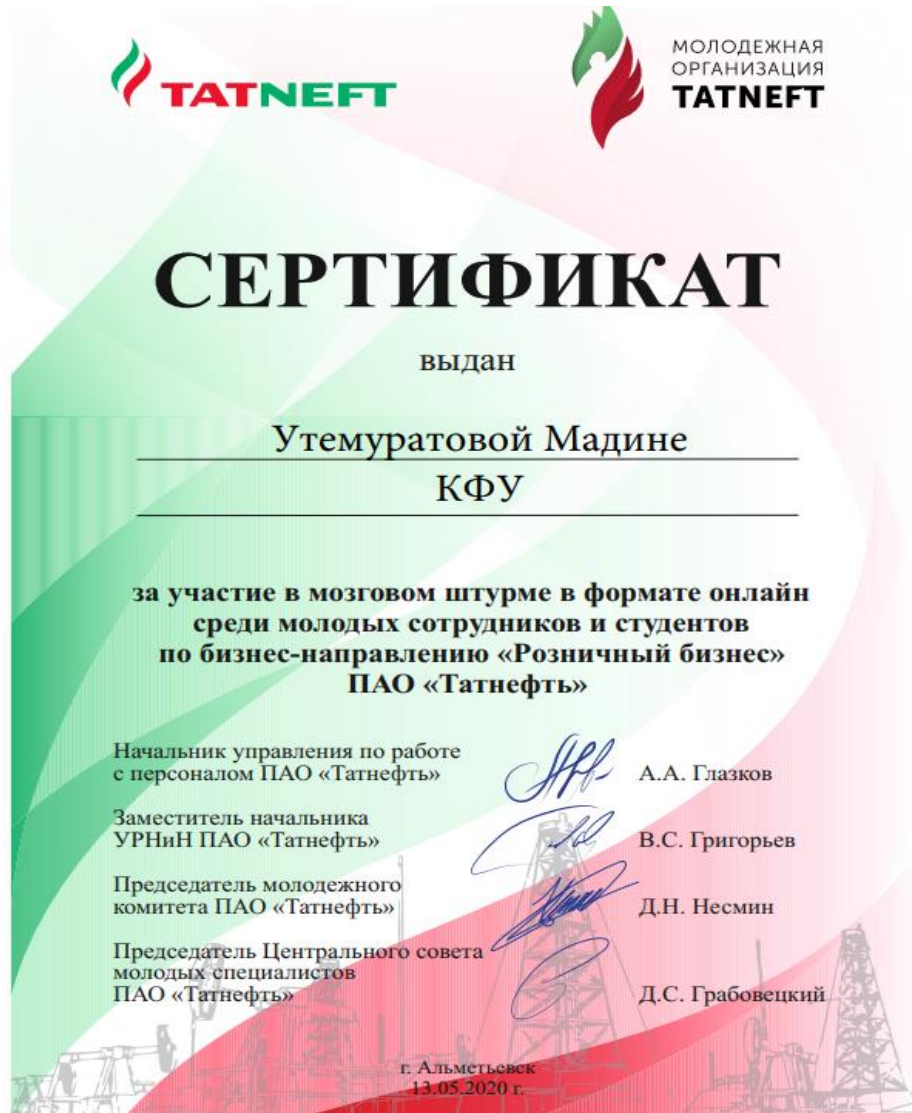 TATNEFT
МОЛОДЕЖНАЯ
ОРГАНИЗАЦИЯ
TATNEFT
СЕРТИФИКАТ
выдан
Утемуратовой Мадине
КФУ
за участие в мозговом штурме в формате онлайн
среди молодых сотрудников и студентов
по бизнес-направлению «Розничный бизнес»
ПАО «Татнефть»
Начальник управления по работе
с персоналом ПАО «Татнефть» А.А. Глазков
Заместитель начальника
УРНиН ПАО «Татнефть» В.С. Григорьев
Председатель молодежного
комитета ПАО «Татнефть» Д.Н. Несмин
Председатель Центрального совета
молодых специалистов
ПАО «Татнефть» Д.С. Грабовецкий
г. Альметьевск
13.05.2020 г.